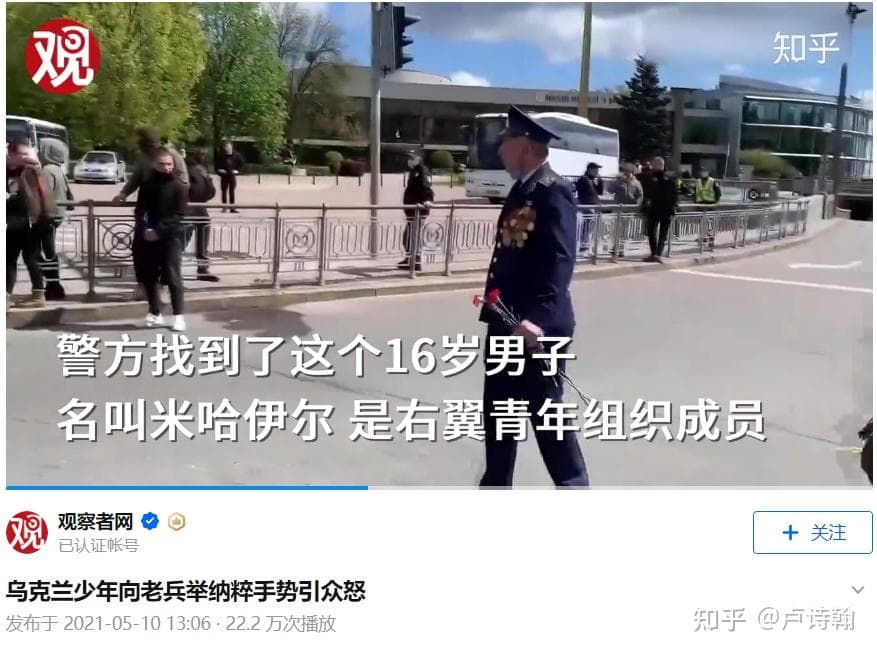 观
知乎
警方找到了这个16岁男子
名叫米哈伊尔 是右翼青年组织成员
观
观察者网
已认证帐号
+ 关注
乌克兰少年向老兵举纳粹手势引众怒
发布于 2021-05-10 13:06 · 22.2 万次播放
知乎 @卢诗翰